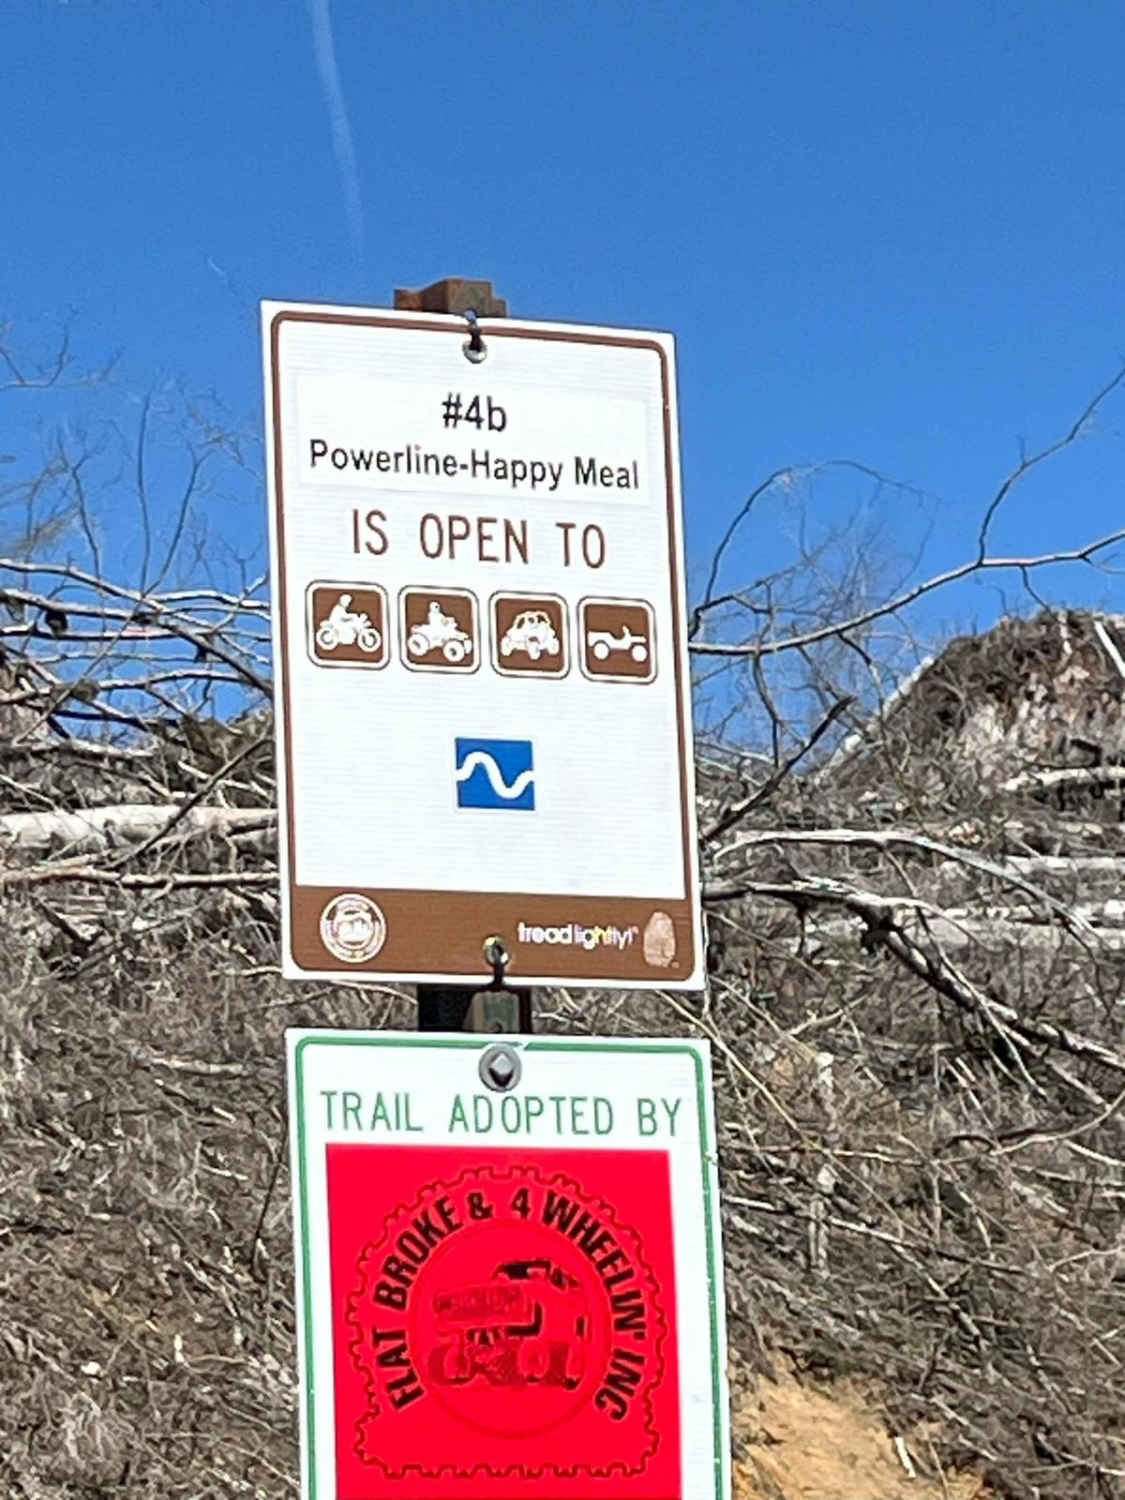 #4b
Powerline-Happy Meal
IS OPEN TO
treadlightly!
TRAIL ADOPTED BY
FLAT BROKE & 4 WHEELIN' INC